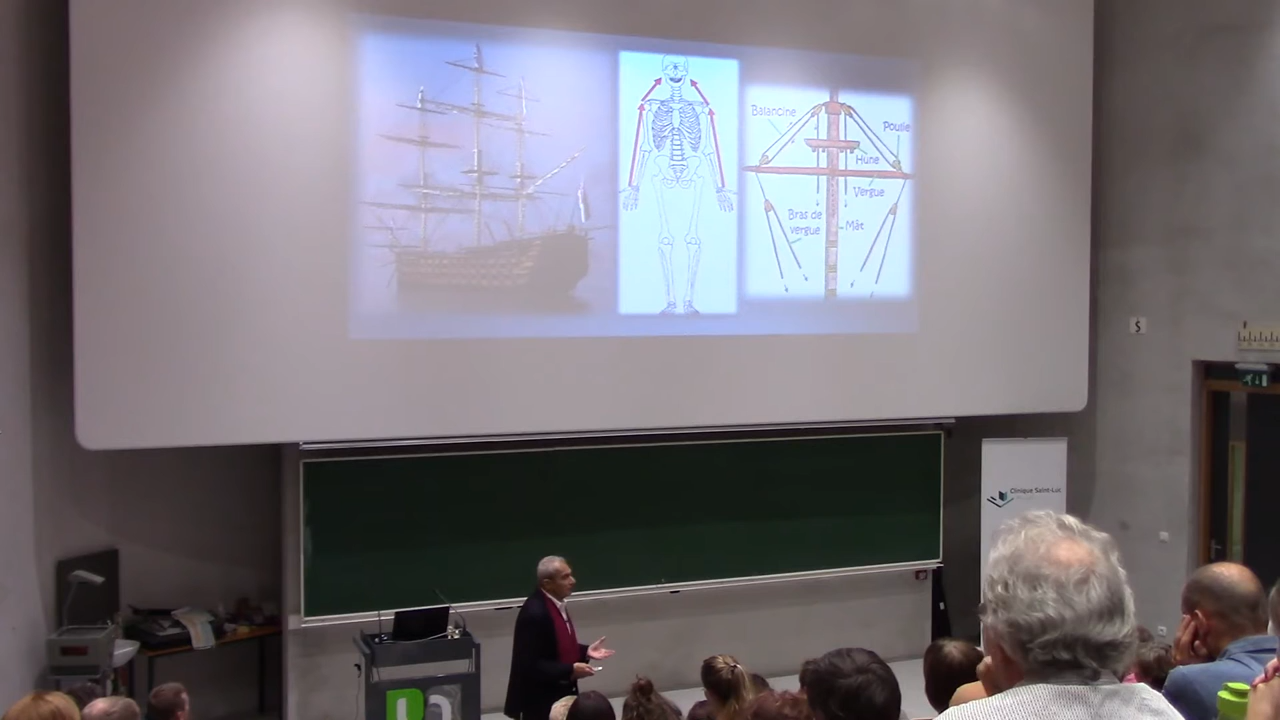 Balancine
Poulie
Hune
Vergue
Bras de
vergue
Mât
S
Clinique Saint-Luc